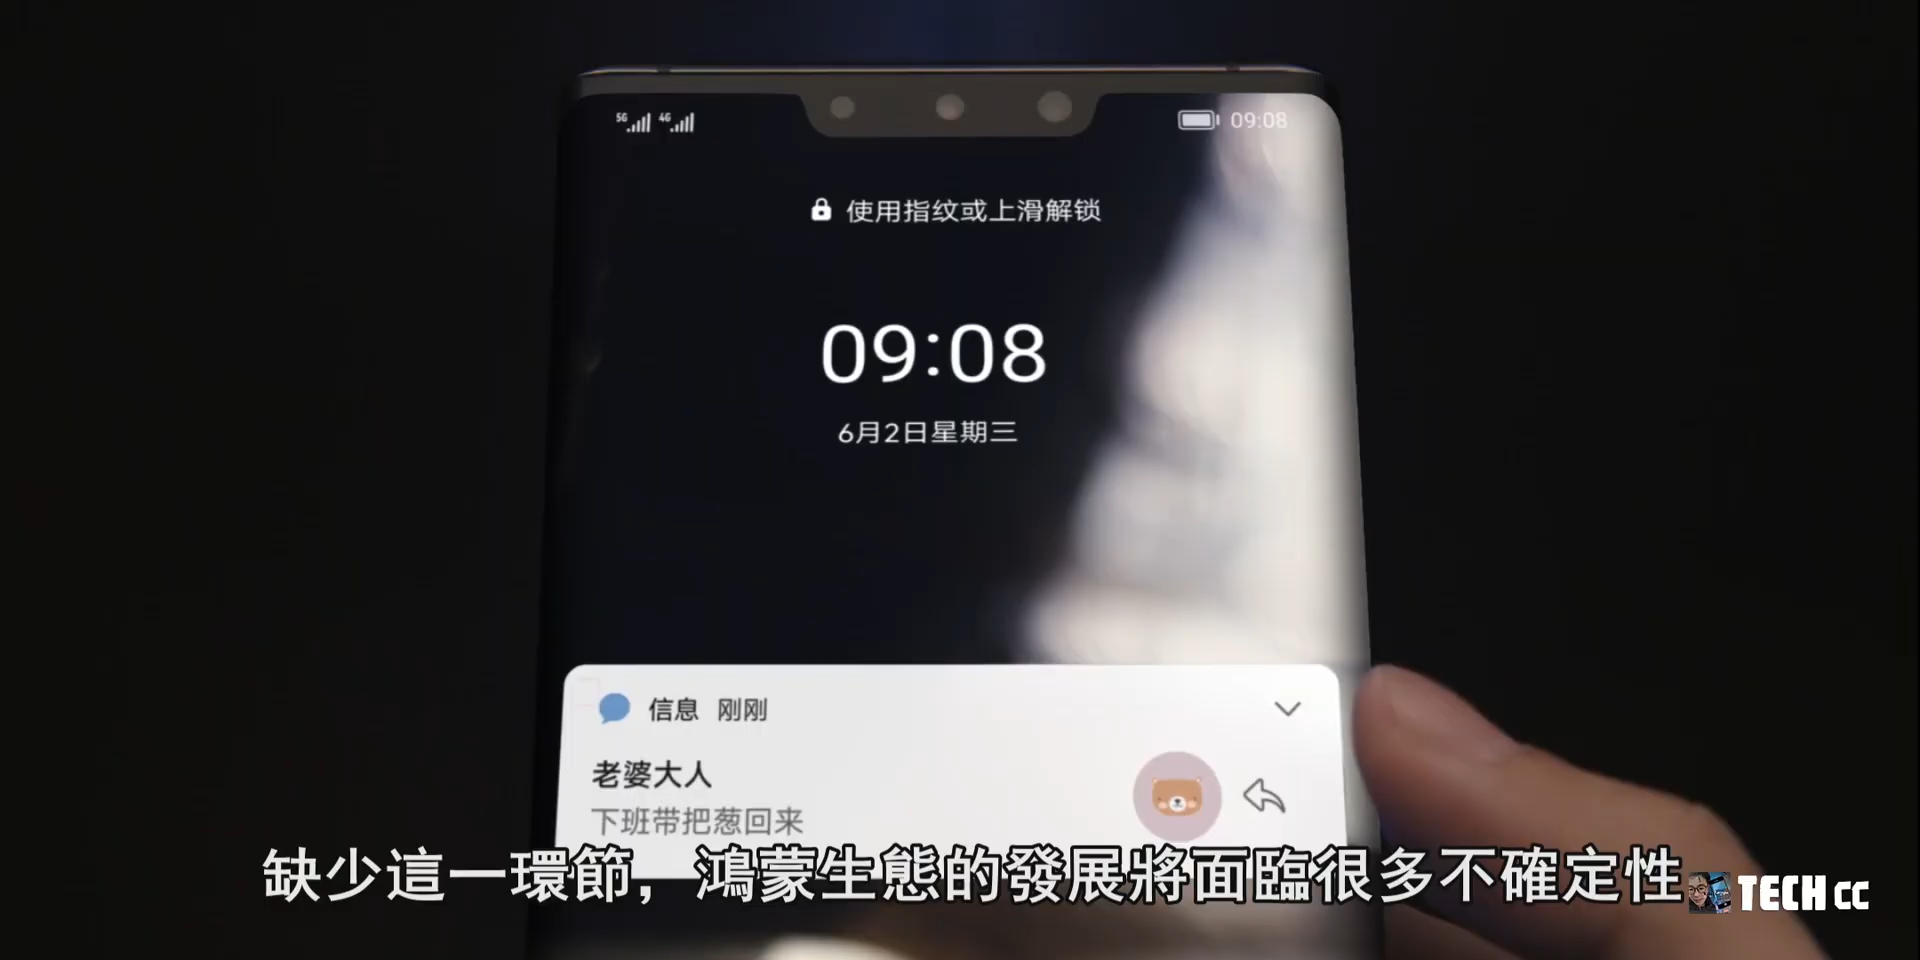 5G 4G 09:08
使用指纹或上滑解锁
09:08
6月2日星期三
信息 刚刚
老婆大人
下班带把葱回来
缺少這一環節，鴻蒙生態的發展將面臨很多不確定性
TECH cc